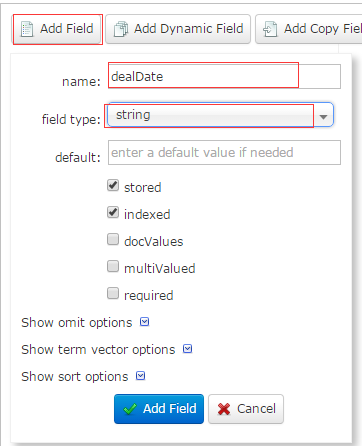 Add Field Add Dynamic Field Add Copy Fiel
name: dealDate
field type: string
default: enter a default value if needed
stored
indexed
docValues
multiValued
required
Show omit options
Show term vector options
Show sort options
Add Field Cancel